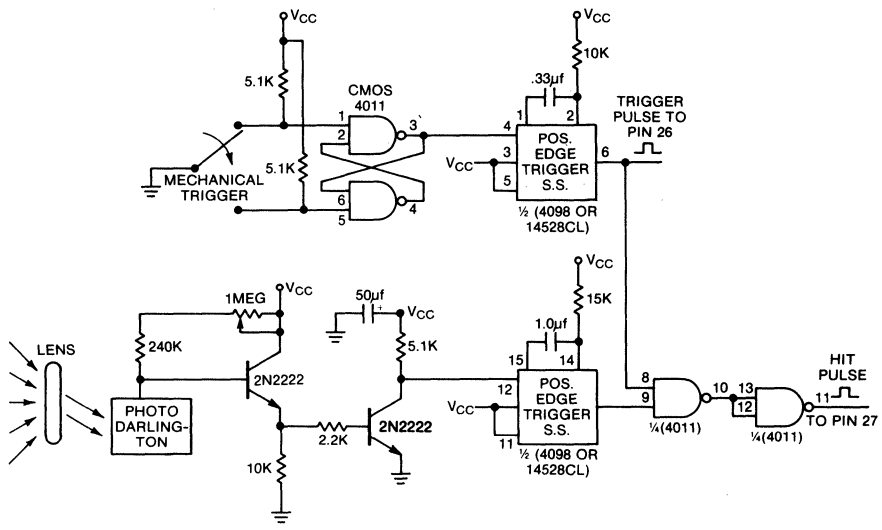 VCC
VCC
5.1K
CMOS
4011
10K
.33µf
TRIGGER
PULSE TO
PIN 26
1
2
3
1
2
4
POS.
EDGE
TRIGGER
S.S.
6
5.1K
VCC
3
5
MECHANICAL
TRIGGER
6
5
4
½ (4098 OR
14528CL)
VCC
VCC
1MEG
50µf
+
VCC
15K
240K
5.1K
1.0µf
LENS
2N2222
15
14
12
POS.
EDGE
TRIGGER
S.S.
8
9
10
13
12
11
HIT
PULSE
TO PIN 27
PHOTO
DARLING-
TON
2.2K
2N2222
VCC
11
¼(4011)
¼(4011)
10K
½ (4098 OR
14528CL)